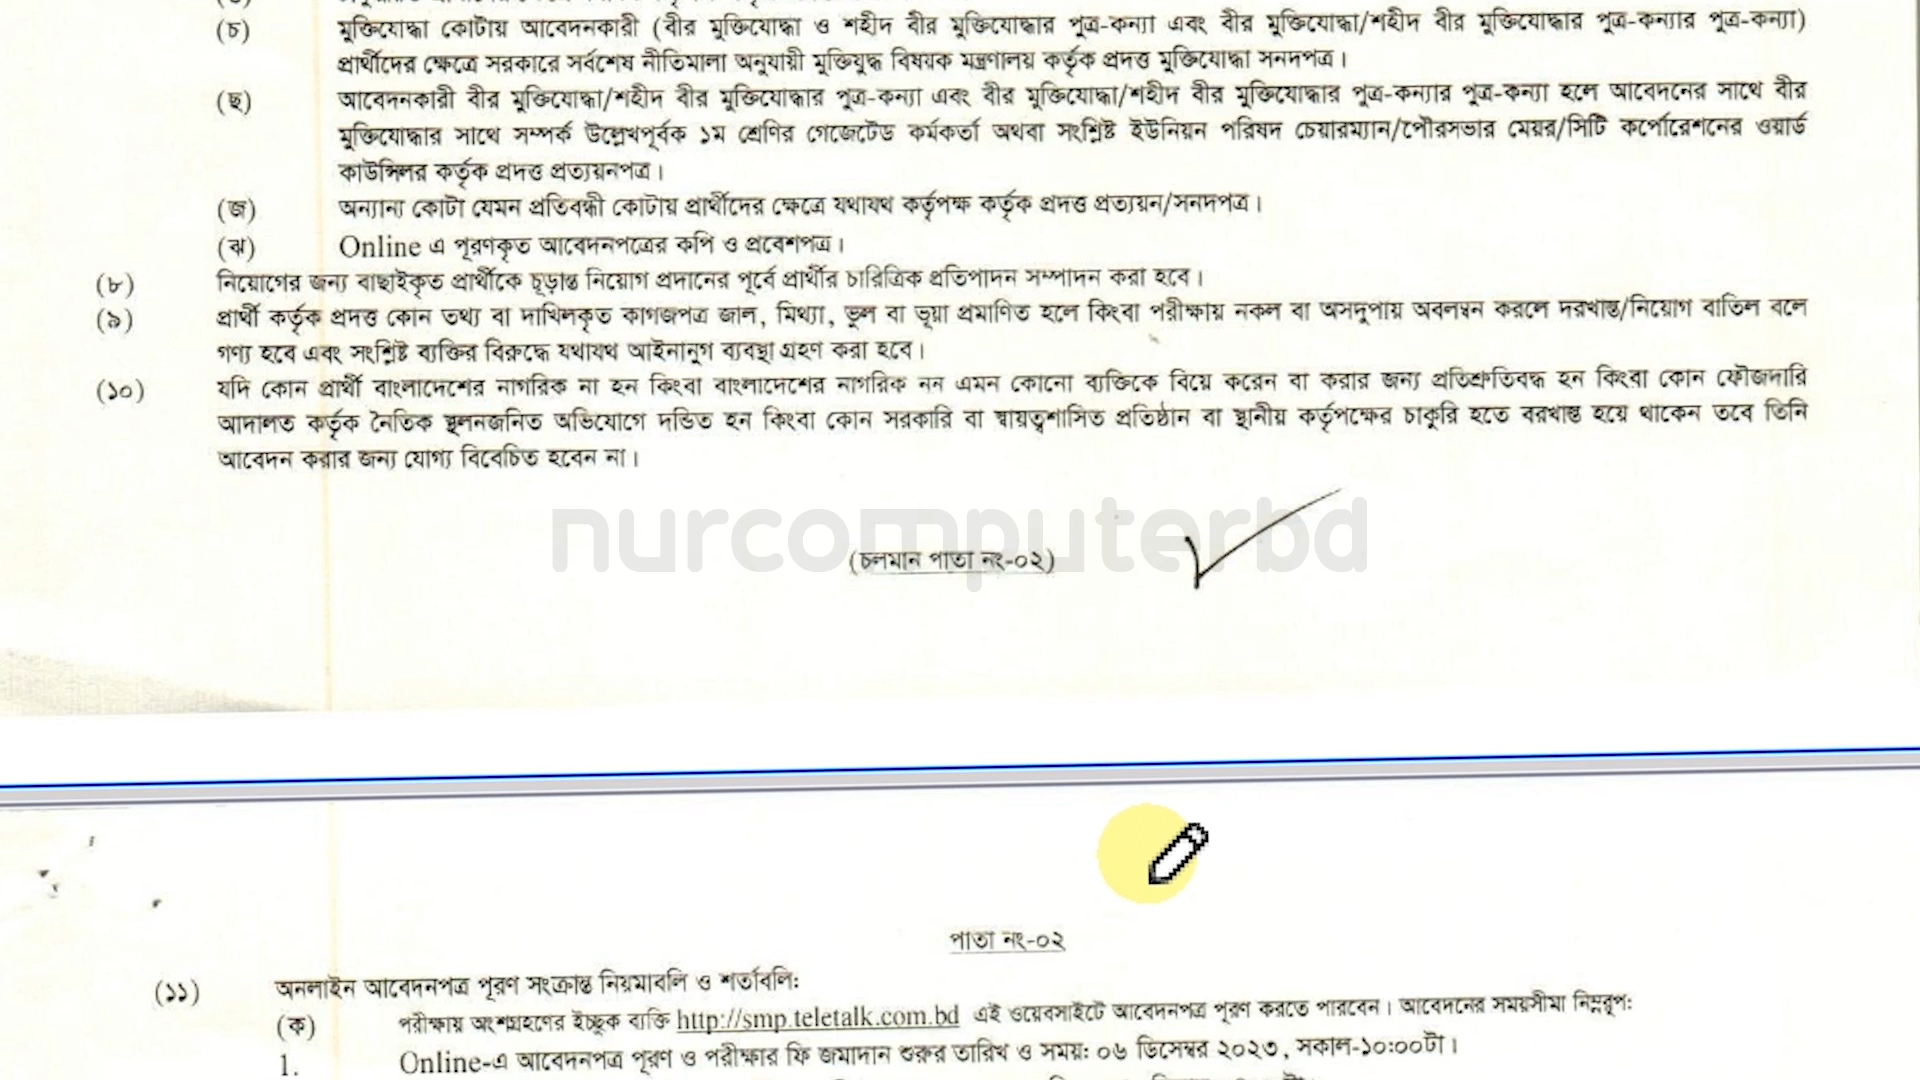 (চ) মুক্তিযোদ্ধা কোটায় আবেদনকারী (বীর মুক্তিযোদ্ধা ও শহীদ বীর মুক্তিযোদ্ধার পুত্র-কন্যা এবং বীর মুক্তিযোদ্ধা/শহীদ বীর মুক্তিযোদ্ধার পুত্র-কন্যার পুত্র-কন্যা)
প্রার্থীদের ক্ষেত্রে সরকারে সর্বশেষ নীতিমালা অনুযায়ী মুক্তিযুদ্ধ বিষয়ক মন্ত্রণালয় কর্তৃক প্রদত্ত মুক্তিযোদ্ধা সনদপত্র।
(ছ) আবেদনকারী বীর মুক্তিযোদ্ধা/শহীদ বীর মুক্তিযোদ্ধার পুত্র-কন্যা এবং বীর মুক্তিযোদ্ধা/শহীদ বীর মুক্তিযোদ্ধার পুত্র-কন্যার পুত্র-কন্যা হলে আবেদনের সাথে বীর
মুক্তিযোদ্ধার সাথে সম্পর্ক উল্লেখপূর্বক ১ম শ্রেণির গেজেটেড কর্মকর্তা অথবা সংশ্লিষ্ট ইউনিয়ন পরিষদ চেয়ারম্যান/পৌরসভার মেয়র/সিটি কর্পোরেশনের ওয়ার্ড
কাউন্সিলর কর্তৃক প্রদত্ত প্রত্যয়নপত্র।
(জ) অন্যান্য কোটা যেমন প্রতিবন্ধী কোটায় প্রার্থীদের ক্ষেত্রে যথাযথ কর্তৃপক্ষ কর্তৃক প্রদত্ত প্রত্যয়ন/সনদপত্র।
(ঝ) Online এ পূরণকৃত আবেদনপত্রের কপি ও প্রবেশপত্র।
(৮) নিয়োগের জন্য বাছাইকৃত প্রার্থীকে চূড়ান্ত নিয়োগ প্রদানের পূর্বে প্রার্থীর চারিত্রিক প্রতিপাদন সম্পাদন করা হবে।
(৯) প্রার্থী কর্তৃক প্রদত্ত কোন তথ্য বা দাখিলকৃত কাগজপত্র জাল, মিথ্যা, ভুল বা ভূয়া প্রমাণিত হলে কিংবা পরীক্ষায় নকল বা অসদুপায় অবলম্বন করলে দরখাস্ত/নিয়োগ বাতিল বলে
গণ্য হবে এবং সংশ্লিষ্ট ব্যক্তির বিরুদ্ধে যথাযথ আইনানুগ ব্যবস্থা গ্রহণ করা হবে।
(১০) যদি কোন প্রার্থী বাংলাদেশের নাগরিক না হন কিংবা বাংলাদেশের নাগরিক নন এমন কোনো ব্যক্তিকে বিয়ে করেন বা করার জন্য প্রতিশ্রুতিবদ্ধ হন কিংবা কোন ফৌজদারি
আদালত কর্তৃক নৈতিক স্থলনজনিত অভিযোগে দন্ডিত হন কিংবা কোন সরকারি বা স্বায়ত্বশাসিত প্রতিষ্ঠান বা স্থানীয় কর্তৃপক্ষের চাকুরি হতে বরখাস্ত হয়ে থাকেন তবে তিনি
আবেদন করার জন্য যোগ্য বিবেচিত হবেন না।
nurcomputerbd
(চলমান পাতা নং-০২)
পাতা নং-০২
(১১) অনলাইন আবেদনপত্র পূরণ সংক্রান্ত নিয়মাবলি ও শর্তাবলি:
(ক) পরীক্ষায় অংশগ্রহণের ইচ্ছুক ব্যক্তি http://smp.teletalk.com.bd এই ওয়েবসাইটে আবেদনপত্র পূরণ করতে পারবেন। আবেদনের সময়সীমা নিম্নরূপ:
1. Online-এ আবেদনপত্র পূরণ ও পরীক্ষার ফি জমাদান শুরুর তারিখ ও সময়: ০৬ ডিসেম্বর ২০২৩, সকাল-১০:০০টা।